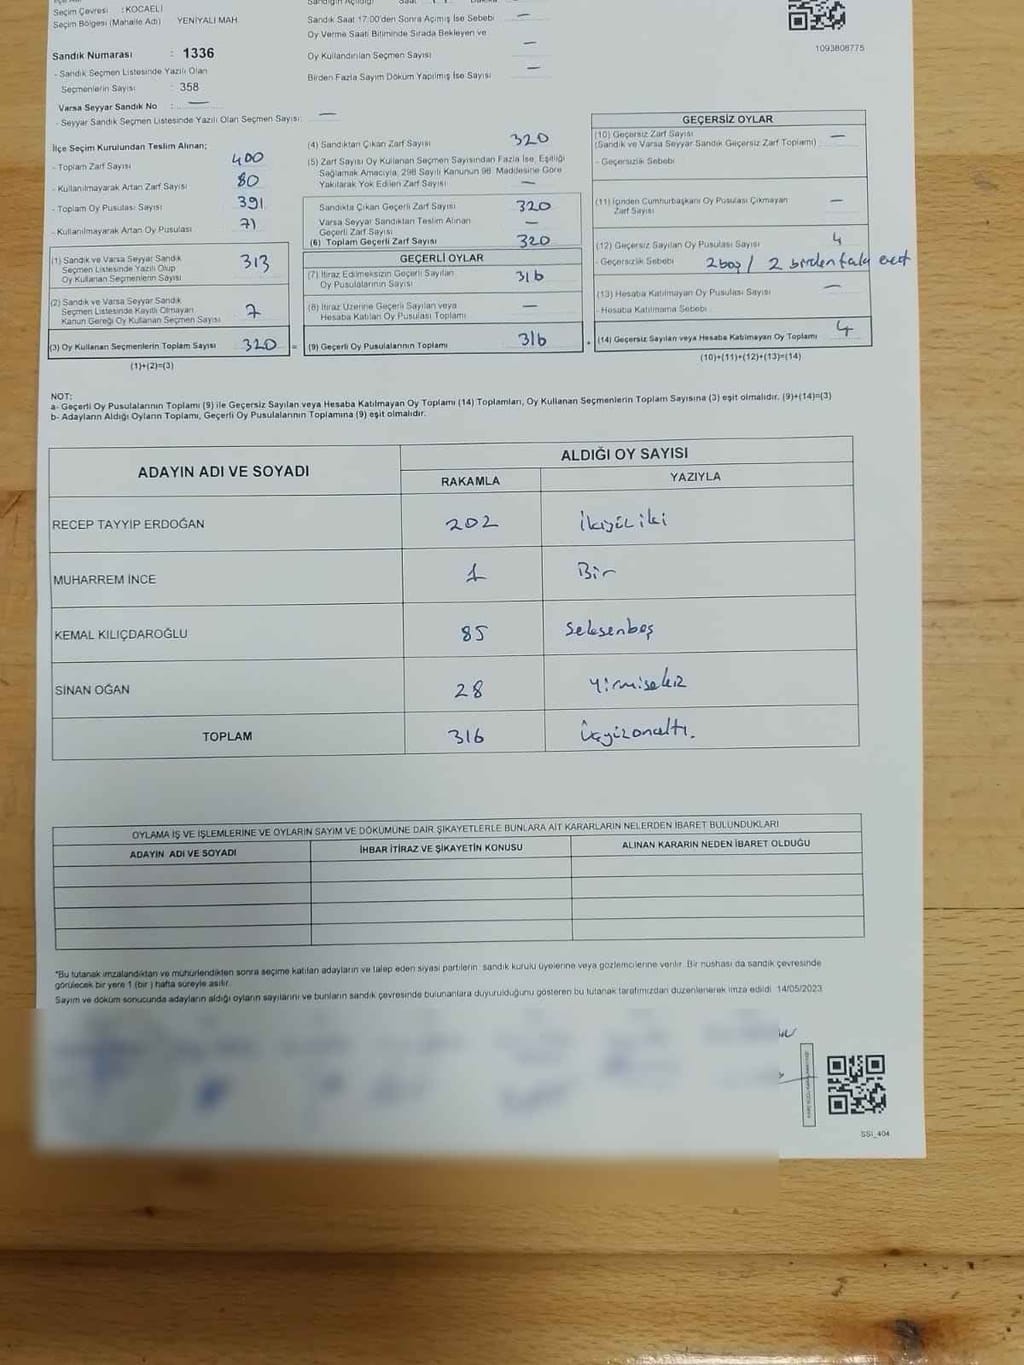 Seçim Çevresi : KOCAELİ
Seçim Bölgesi (Mahalle Adı) YENİYALI MAH.
Sandık Numarası : 1336
- Sandık Seçmen Listesinde Yazılı Olan
Seçmenlerin Sayısı : 358
Varsa Seyyar Sandık No : —
- Seyyar Sandık Seçmen Listesinde Yazılı Olan Seçmen Sayısı: —
Sandık Saat 17:00'den Sonra Açımış İse Sebebi —
Oy Verme Saati Bitiminde Sırada Bekleyen ve
Oy Kullandırılan Seçmen Sayısı —
Birden Fazla Sayım Döküm Yapılmış İse Sayısı —
1093808775
İlçe Seçim Kurulundan Teslim Alınan;
- Toplam Zarf Sayısı 400
- Kullanılmayarak Artan Zarf Sayısı 80
- Toplam Oy Pusulası Sayısı 391
- Kullanılmayarak Artan Oy Pusulası 71
(1) Sandık ve Varsa Seyyar Sandık
Seçmen Listesinde Yazılı Olup
Oy Kullanan Seçmenlerin Sayısı 313
(2) Sandık ve Varsa Seyyar Sandık
Seçmen Listesinde Kayıtlı Olmayan
Kanun Gereği Oy Kullanan Seçmen Sayısı 7
(3) Oy Kullanan Seçmenlerin Toplam Sayısı 320 =
(1)+(2)=(3)
(4) Sandıktan Çıkan Zarf Sayısı 320
(5) Zarf Sayısı Oy Kullanan Seçmen Sayısından Fazla İse, Eşitliği
Sağlamak Amacıyla, 298 Sayılı Kanunun 98. Maddesine Göre
Yakılarak Yok Edilen Zarf Sayısı —
Sandıkta Çıkan Geçerli Zarf Sayısı 320
Varsa Seyyar Sandıktan Teslim Alınan
Geçerli Zarf Sayısı —
(6) Toplam Geçerli Zarf Sayısı 320
GEÇERLİ OYLAR
(7) İtiraz Edilmeksizin Geçerli Sayılan
Oy Pusulalarının Sayısı 316
(8) İtiraz Üzerine Geçerli Sayılan veya
Hesaba Katılan Oy Pusulası Toplamı —
(9) Geçerli Oy Pusulalarının Toplamı 316 +
GEÇERSİZ OYLAR
(10) Geçersiz Zarf Sayısı —
(Sandık ve Varsa Seyyar Sandık Geçersiz Zarf Toplamı)
- Geçersizlik Sebebi
(11) İçinden Cumhurbaşkanı Oy Pusulası Çıkmayan —
Zarf Sayısı
(12) Geçersiz Sayılan Oy Pusulası Sayısı 4
- Geçersizlik Sebebi 2 boş / 2 birden fazla evet
(13) Hesaba Katılmayan Oy Pusulası Sayısı —
- Hesaba Katılmama Sebebi
(14) Geçersiz Sayılan veya Hesaba Katılmayan Oy Toplamı 4
(10)+(11)+(12)+(13)=(14)
NOT:
a- Geçerli Oy Pusulalarının Toplamı (9) ile Geçersiz Sayılan veya Hesaba Katılmayan Oy Toplamı (14) Toplamları, Oy Kullanan Seçmenlerin Toplam Sayısına (3) eşit olmalıdır. (9)+(14)=(3)
b- Adayların Aldığı Oyların Toplamı, Geçerli Oy Pusulalarının Toplamına (9) eşit olmalıdır.
ADAYIN ADI VE SOYADI
ALDIĞI OY SAYISI
RAKAMLA YAZIYLA
RECEP TAYYİP ERDOĞAN 202 İkiyüziki
MUHARREM İNCE 1 Bir
KEMAL KILIÇDAROĞLU 85 Seksenbeş
SİNAN OĞAN 28 Yirmisekiz
TOPLAM 316 Üçyüzonaltı.
OYLAMA İŞ VE İŞLEMLERİNE VE OYLARIN SAYIM VE DÖKÜMÜNE DAİR ŞİKAYETLERLE BUNLARA AİT KARARLARIN NELERDEN İBARET BULUNDUKLARI
ADAYIN ADI VE SOYADI İHBAR İTİRAZ VE ŞİKAYETİN KONUSU ALINAN KARARIN NEDEN İBARET OLDUĞU
*Bu tutanak imzalandıktan ve mühürlendikten sonra seçime katılan adayların ve talep eden siyasi partilerin sandık kurulu üyelerine veya gözlemcilerine verilir. Bir nüshası da sandık çevresinde
görülecek bir yere 1 (bir) hafta süreyle asılır.
Sayım ve döküm sonucunda adayların aldığı oyların sayılarını ve bunların sandık çevresinde bulunanlara duyurulduğunu gösteren bu tutanak tarafımızdan düzenlenerek imza edildi. 14/05/2023
SSI_404